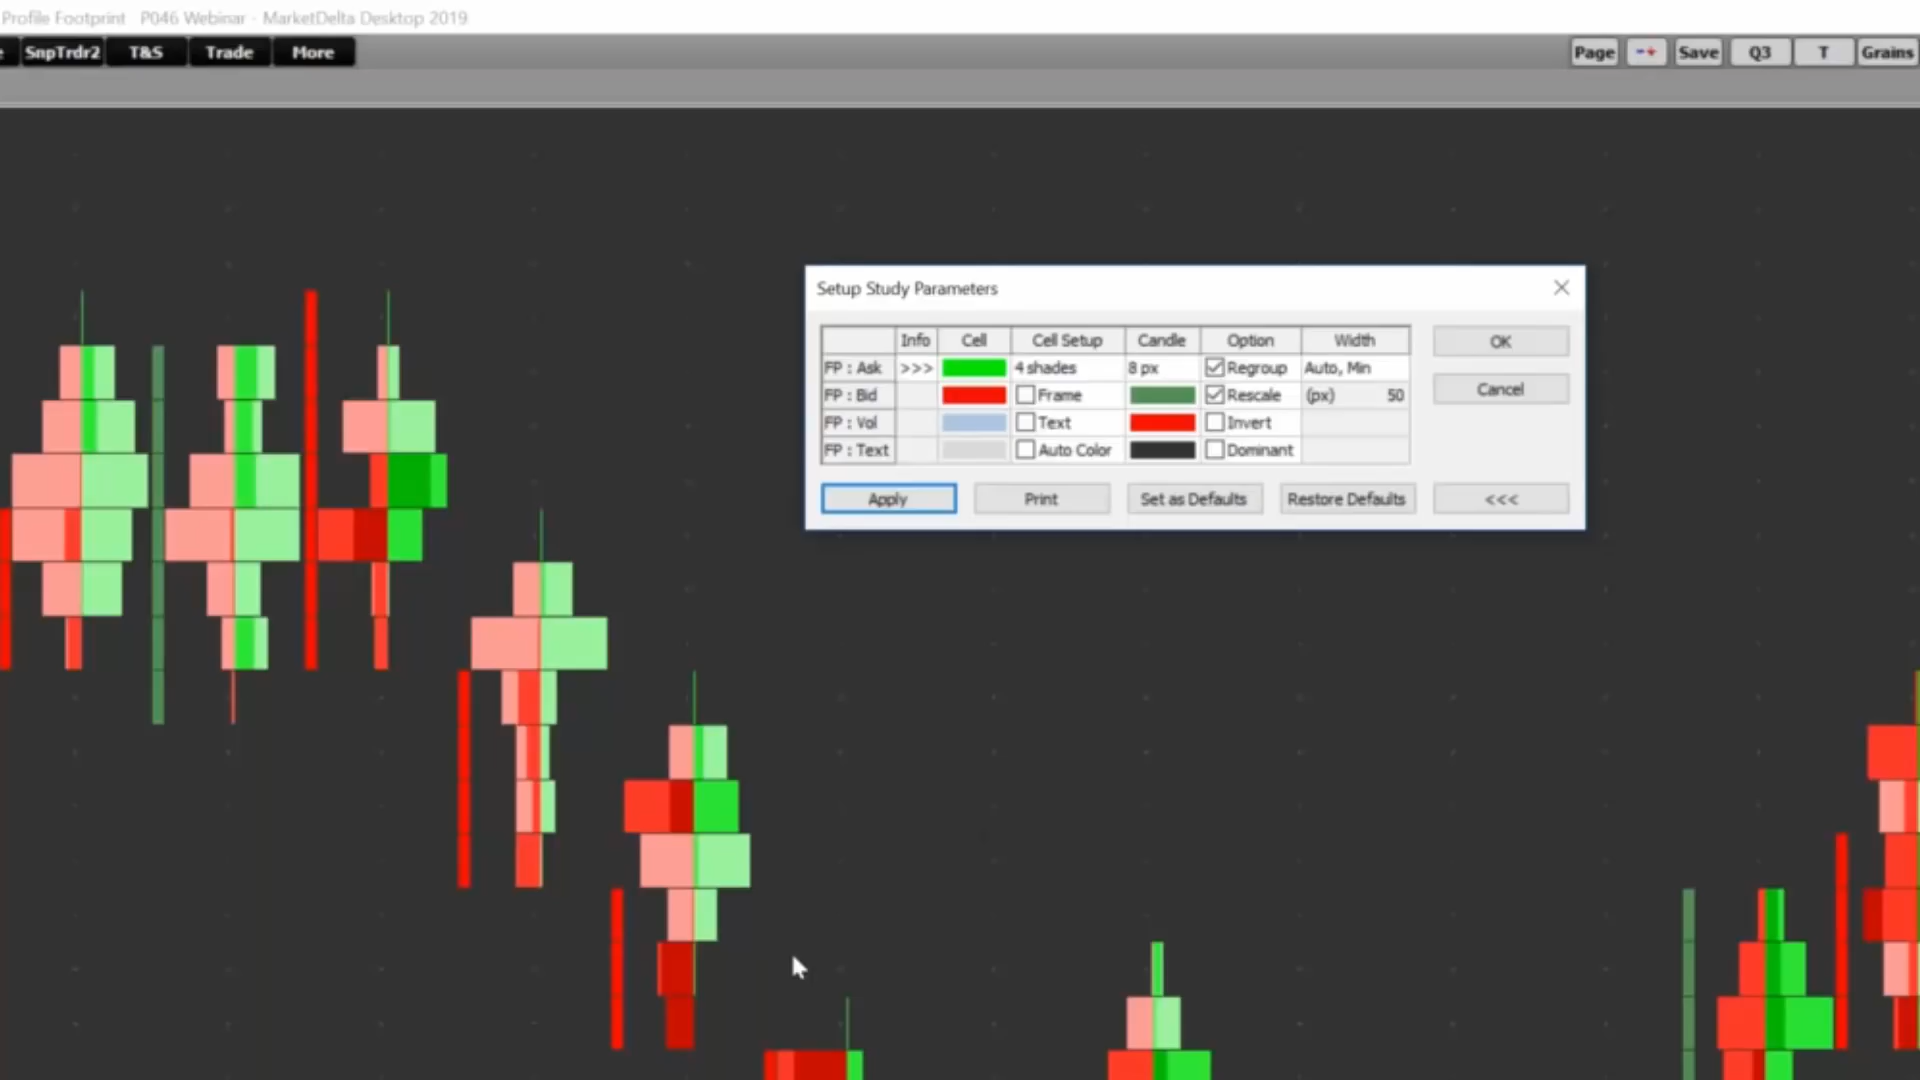 Profile Footprint P046 Webinar - MarketDelta Desktop 2019
e SnpTrdr2 T&S Trade More Page Save Q3 T Grains
Setup Study Parameters
Info Cell Cell Setup Candle Option Width
FP : Ask >>> 4 shades 8 px Regroup Auto, Min
FP : Bid Frame Rescale (px) 50
FP : Vol Text Invert
FP : Text Auto Color Dominant
OK
Cancel
Apply Print Set as Defaults Restore Defaults <<<